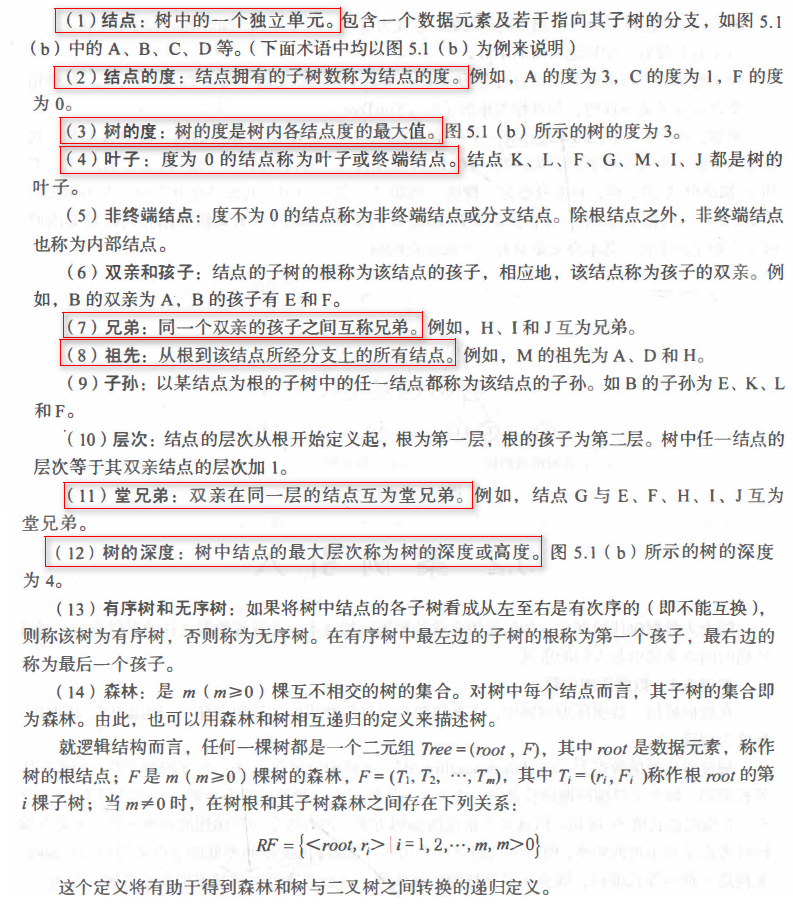 （1）结点：树中的一个独立单元。包含一个数据元素及若干指向其子树的分支，如图 5.1
（b）中的 A、B、C、D 等。（下面术语中均以图 5.1（b）为例来说明）
（2）结点的度：结点拥有的子树数称为结点的度。例如，A 的度为 3，C 的度为 1，F 的度
为 0。
（3）树的度：树的度是树内各结点度的最大值。图 5.1（b）所示的树的度为 3。
（4）叶子：度为 0 的结点称为叶子或终端结点。结点 K、L、F、G、M、I、J 都是树的
叶子。
（5）非终端结点：度不为 0 的结点称为非终端结点或分支结点。除根结点之外，非终端结点
也称为内部结点。
（6）双亲和孩子：结点的子树的根称为该结点的孩子，相应地，该结点称为孩子的双亲。例
如，B 的双亲为 A，B 的孩子有 E 和 F。
（7）兄弟：同一个双亲的孩子之间互称兄弟。例如，H、I 和 J 互为兄弟。
（8）祖先：从根到该结点所经分支上的所有结点。例如，M 的祖先为 A、D 和 H。
（9）子孙：以某结点为根的子树中的任一结点都称为该结点的子孙。如 B 的子孙为 E、K、L
和 F。
（10）层次：结点的层次从根开始定义起，根为第一层，根的孩子为第二层。树中任一结点的
层次等于其双亲结点的层次加 1。
（11）堂兄弟：双亲在同一层的结点互为堂兄弟。例如，结点 G 与 E、F、H、I、J 互为
堂兄弟。
（12）树的深度：树中结点的最大层次称为树的深度或高度。图 5.1（b）所示的树的深度
为 4。
（13）有序树和无序树：如果将树中结点的各子树看成从左至右是有次序的（即不能互换），
则称该树为有序树，否则称为无序树。在有序树中最左边的子树的根称为第一个孩子，最右边的
称为最后一个孩子。
（14）森林：是 m（m≥0）棵互不相交的树的集合。对树中每个结点而言，其子树的集合即
为森林。由此，也可以用森林和树相互递归的定义来描述树。
就逻辑结构而言，任何一棵树都是一个二元组 Tree=(root，F)，其中 root 是数据元素，称作
树的根结点；F 是 m（m≥0）棵树的森林，F=(T₁, T₂, …, Tₘ)，其中 Tᵢ=(rᵢ, Fᵢ)称作根 root 的第
i 棵子树；当 m≠0 时，在树根和其子树森林之间存在下列关系：
RF = {<root, rᵢ> | i = 1, 2, …, m, m>0}
这个定义将有助于得到森林和树与二叉树之间转换的递归定义。